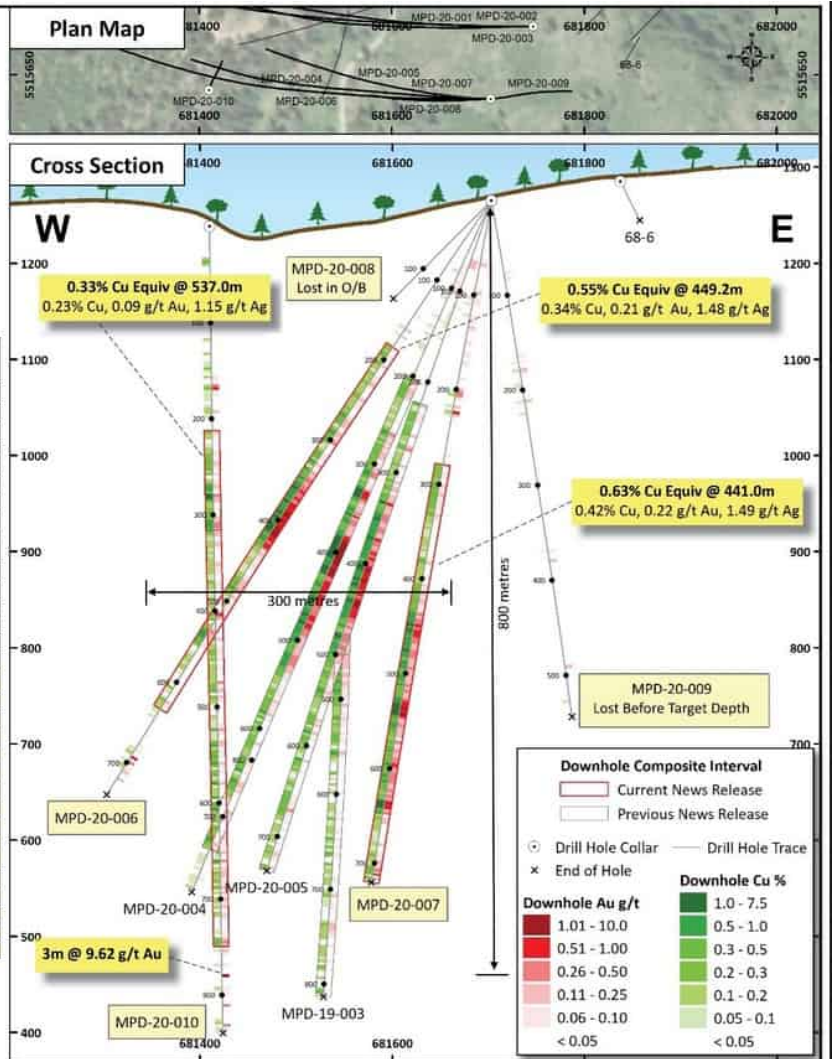 Plan Map
681400
681600
681800
682000
5515650
5515650
MPD-20-001
MPD-20-002
MPD-20-003
68-6
MPD-20-004
MPD-20-005
MPD-20-007
MPD-20-009
MPD-20-010
MPD-20-006
MPD-20-008
Cross Section
681400
681600
681800
682000
1300
W
E
68-6
1200
1200
MPD-20-008
Lost in O/B
0.33% Cu Equiv @ 537.0m
0.23% Cu, 0.09 g/t Au, 1.15 g/t Ag
0.55% Cu Equiv @ 449.2m
0.34% Cu, 0.21 g/t Au, 1.48 g/t Ag
1100
1100
1000
1000
0.63% Cu Equiv @ 441.0m
0.42% Cu, 0.22 g/t Au, 1.49 g/t Ag
900
900
300 metres
800 metres
800
800
MPD-20-009
Lost Before Target Depth
700
700
MPD-20-006
600
MPD-20-004
MPD-20-005
MPD-20-007
500
3m @ 9.62 g/t Au
MPD-20-010
MPD-19-003
400
681400
681600
Downhole Composite Interval
Current News Release
Previous News Release
Drill Hole Collar
Drill Hole Trace
End of Hole
Downhole Au g/t
1.01 - 10.0
0.51 - 1.00
0.26 - 0.50
0.11 - 0.25
0.06 - 0.10
< 0.05
Downhole Cu %
1.0 - 7.5
0.5 - 1.0
0.3 - 0.5
0.2 - 0.3
0.1 - 0.2
0.05 - 0.1
< 0.05